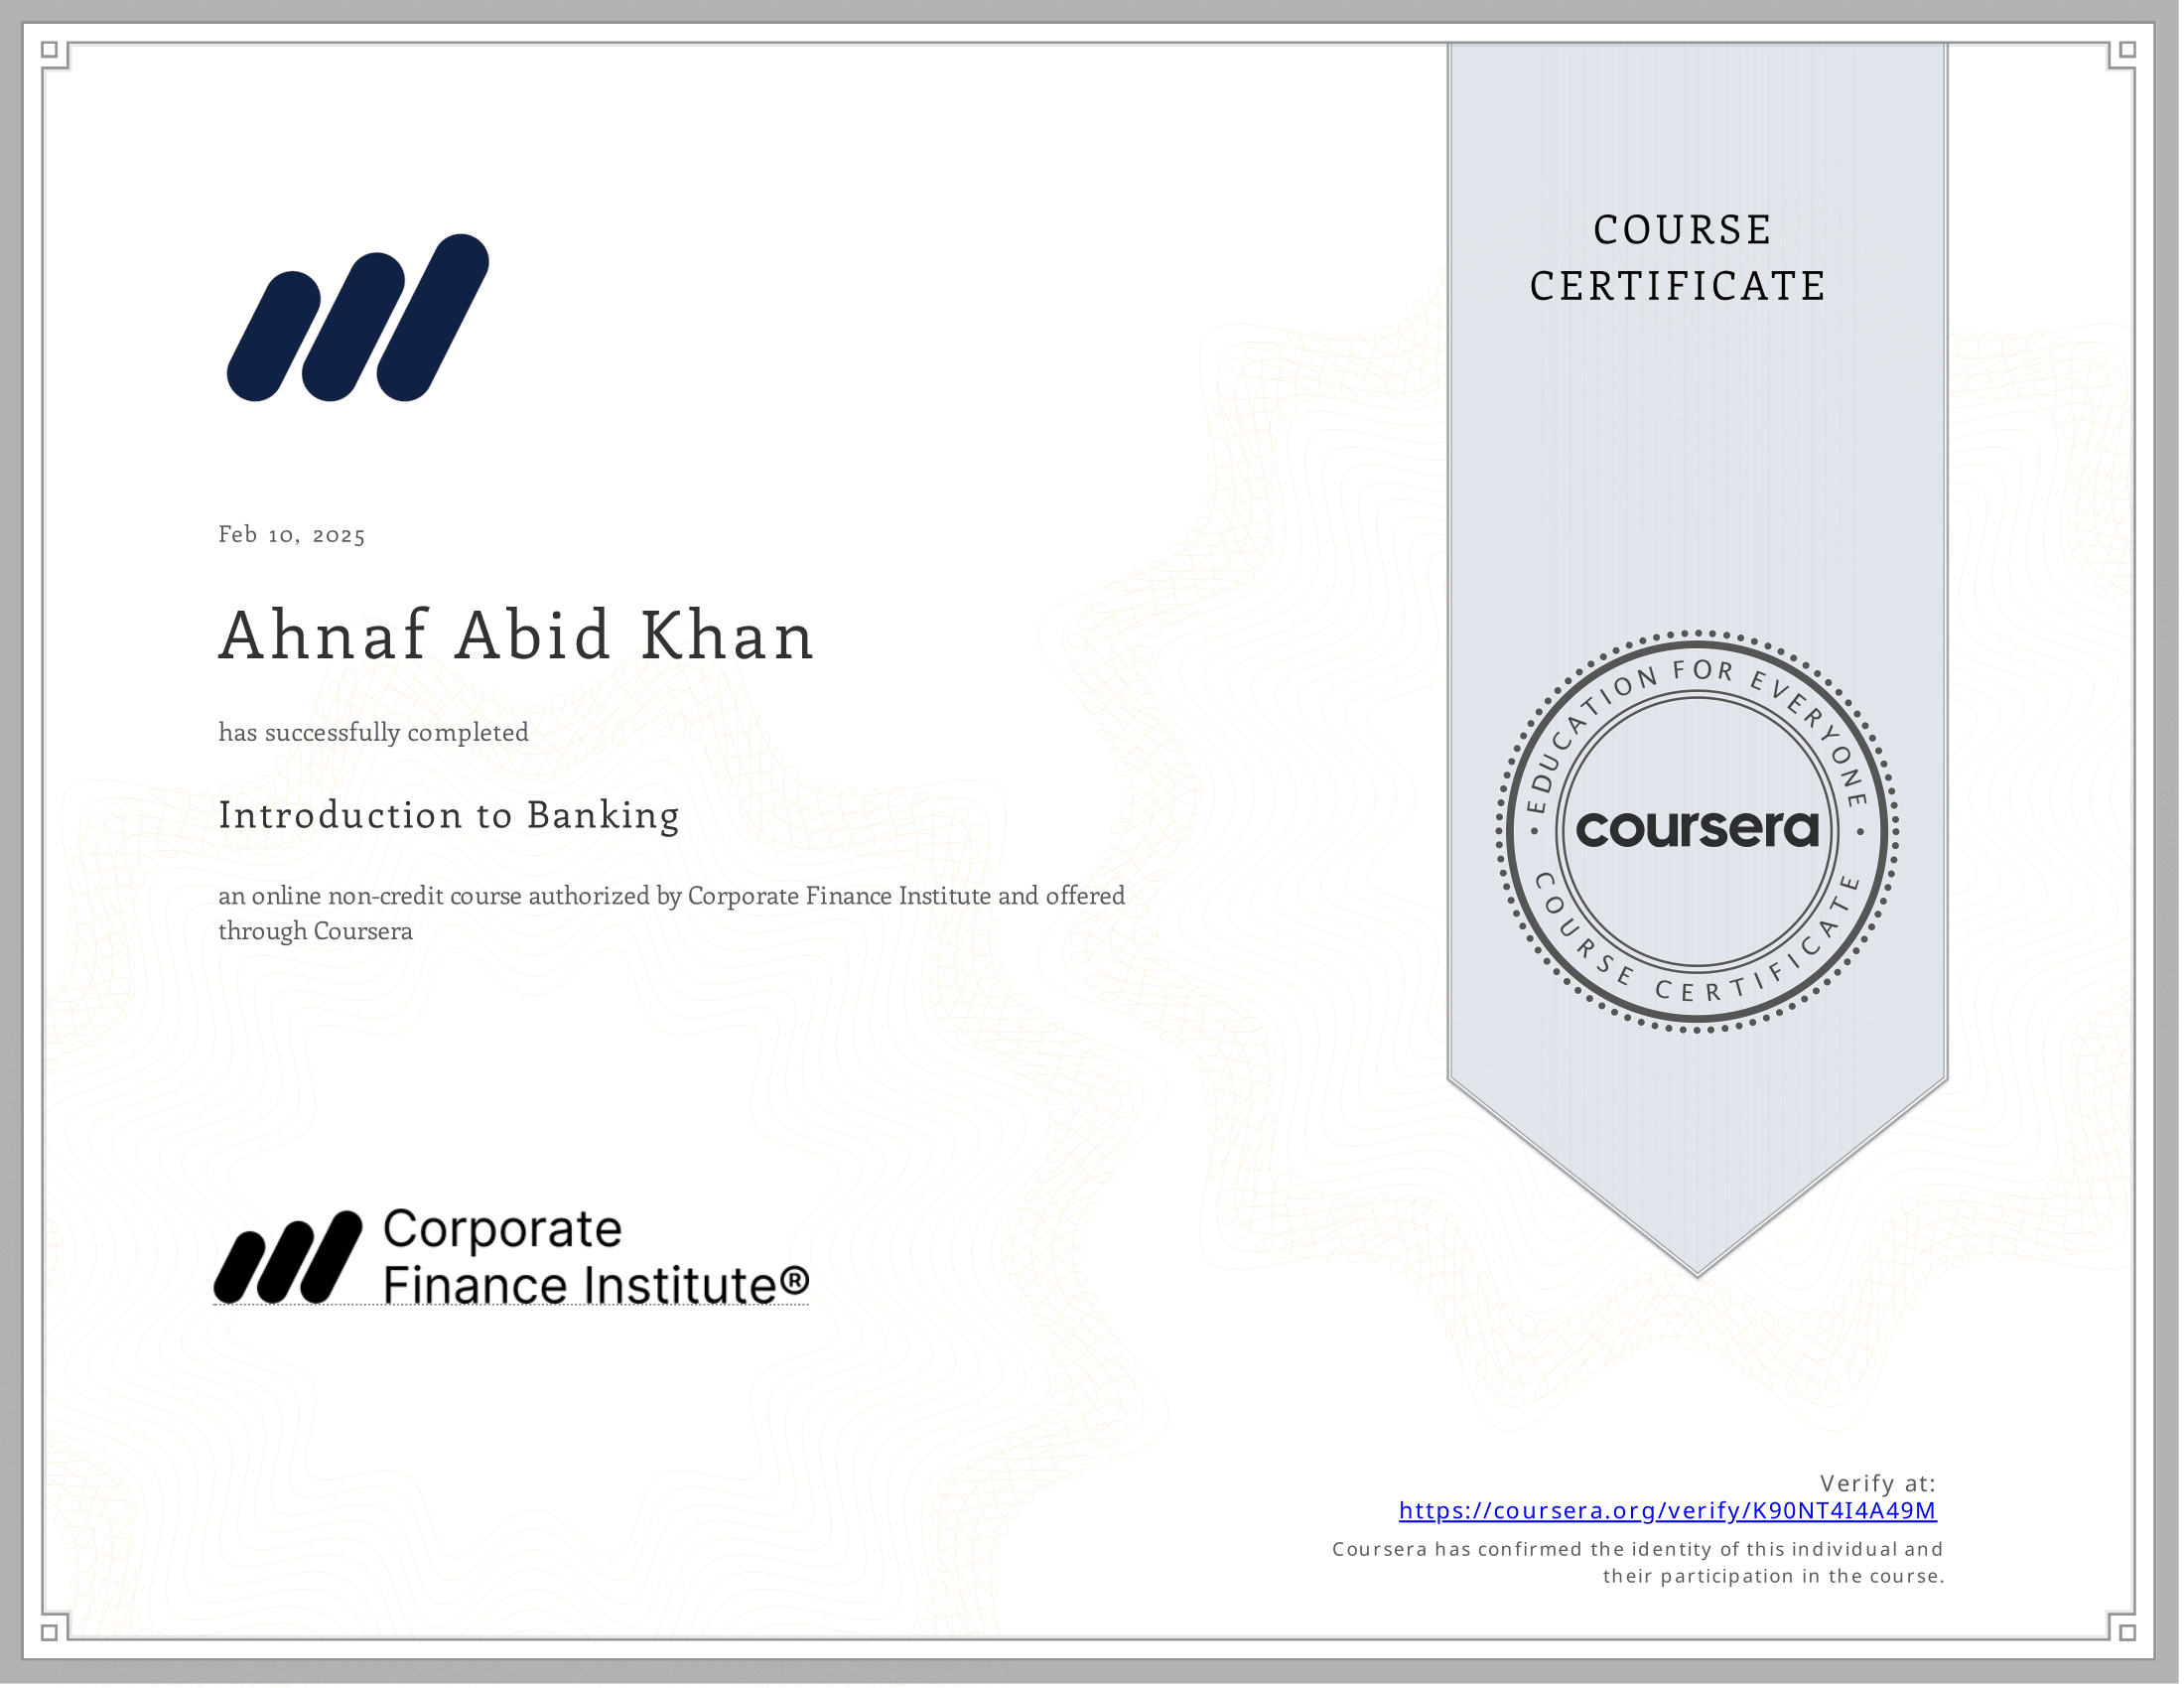 COURSE
CERTIFICATE
Feb 10, 2025
Ahnaf Abid Khan
has successfully completed
Introduction to Banking
an online non-credit course authorized by Corporate Finance Institute and offered
through Coursera
EDUCATION FOR EVERYONE
coursera
COURSE CERTIFICATE
Corporate
Finance Institute®
Verify at:
https://coursera.org/verify/K90NT4I4A49M
Coursera has confirmed the identity of this individual and
their participation in the course.